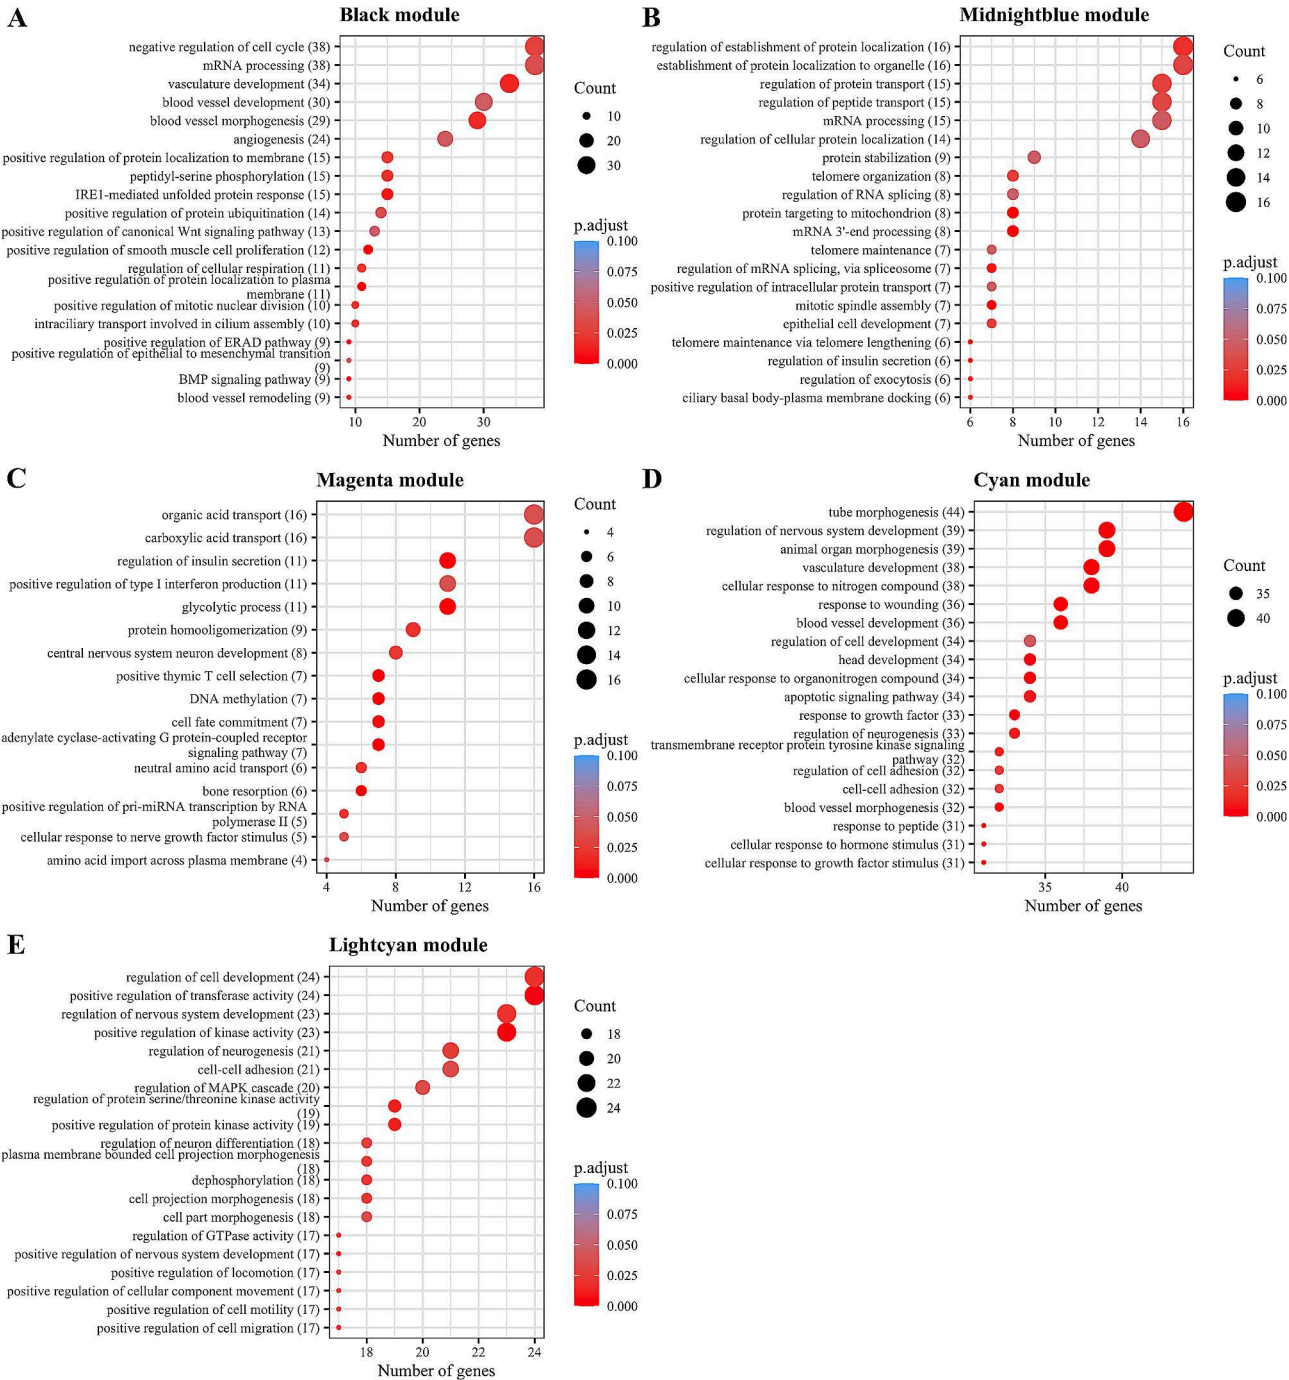 A
Black module
negative regulation of cell cycle (38)
mRNA processing (38)
vasculature development (34)
blood vessel development (30)
blood vessel morphogenesis (29)
angiogenesis (24)
positive regulation of protein localization to membrane (15)
peptidyl-serine phosphorylation (15)
IRE1-mediated unfolded protein response (15)
positive regulation of protein ubiquitination (14)
positive regulation of canonical Wnt signaling pathway (13)
positive regulation of smooth muscle cell proliferation (12)
regulation of cellular respiration (11)
positive regulation of protein localization to plasma
membrane (11)
positive regulation of mitotic nuclear division (10)
intraciliary transport involved in cilium assembly (10)
positive regulation of ERAD pathway (9)
positive regulation of epithelial to mesenchymal transition
(9)
BMP signaling pathway (9)
blood vessel remodeling (9)
10 20 30
Number of genes
Count
10
20
30
p.adjust
0.100
0.075
0.050
0.025
0.000
B
Midnightblue module
regulation of establishment of protein localization (16)
establishment of protein localization to organelle (16)
regulation of protein transport (15)
regulation of peptide transport (15)
mRNA processing (15)
regulation of cellular protein localization (14)
protein stabilization (9)
telomere organization (8)
regulation of RNA splicing (8)
protein targeting to mitochondrion (8)
mRNA 3'-end processing (8)
telomere maintenance (7)
regulation of mRNA splicing, via spliceosome (7)
positive regulation of intracellular protein transport (7)
mitotic spindle assembly (7)
epithelial cell development (7)
telomere maintenance via telomere lengthening (6)
regulation of insulin secretion (6)
regulation of exocytosis (6)
ciliary basal body-plasma membrane docking (6)
6 8 10 12 14 16
Number of genes
Count
6
8
10
12
14
16
p.adjust
0.100
0.075
0.050
0.025
0.000
C
Magenta module
organic acid transport (16)
carboxylic acid transport (16)
regulation of insulin secretion (11)
positive regulation of type I interferon production (11)
glycolytic process (11)
protein homooligomerization (9)
central nervous system neuron development (8)
positive thymic T cell selection (7)
DNA methylation (7)
cell fate commitment (7)
adenylate cyclase-activating G protein-coupled receptor
signaling pathway (7)
neutral amino acid transport (6)
bone resorption (6)
positive regulation of pri-miRNA transcription by RNA
polymerase II (5)
cellular response to nerve growth factor stimulus (5)
amino acid import across plasma membrane (4)
4 8 12 16
Number of genes
Count
4
6
8
10
12
14
16
p.adjust
0.100
0.075
0.050
0.025
0.000
D
Cyan module
tube morphogenesis (44)
regulation of nervous system development (39)
animal organ morphogenesis (39)
vasculature development (38)
cellular response to nitrogen compound (38)
response to wounding (36)
blood vessel development (36)
regulation of cell development (34)
head development (34)
cellular response to organonitrogen compound (34)
apoptotic signaling pathway (34)
response to growth factor (33)
regulation of neurogenesis (33)
transmembrane receptor protein tyrosine kinase signaling
pathway (32)
regulation of cell adhesion (32)
cell-cell adhesion (32)
blood vessel morphogenesis (32)
response to peptide (31)
cellular response to hormone stimulus (31)
cellular response to growth factor stimulus (31)
35 40
Number of genes
Count
35
40
p.adjust
0.100
0.075
0.050
0.025
0.000
E
Lightcyan module
regulation of cell development (24)
positive regulation of transferase activity (24)
regulation of nervous system development (23)
positive regulation of kinase activity (23)
regulation of neurogenesis (21)
cell-cell adhesion (21)
regulation of MAPK cascade (20)
regulation of protein serine/threonine kinase activity
(19)
positive regulation of protein kinase activity (19)
regulation of neuron differentiation (18)
plasma membrane bounded cell projection morphogenesis
(18)
dephosphorylation (18)
cell projection morphogenesis (18)
cell part morphogenesis (18)
regulation of GTPase activity (17)
positive regulation of nervous system development (17)
positive regulation of locomotion (17)
positive regulation of cellular component movement (17)
positive regulation of cell motility (17)
positive regulation of cell migration (17)
18 20 22 24
Number of genes
Count
18
20
22
24
p.adjust
0.100
0.075
0.050
0.025
0.000